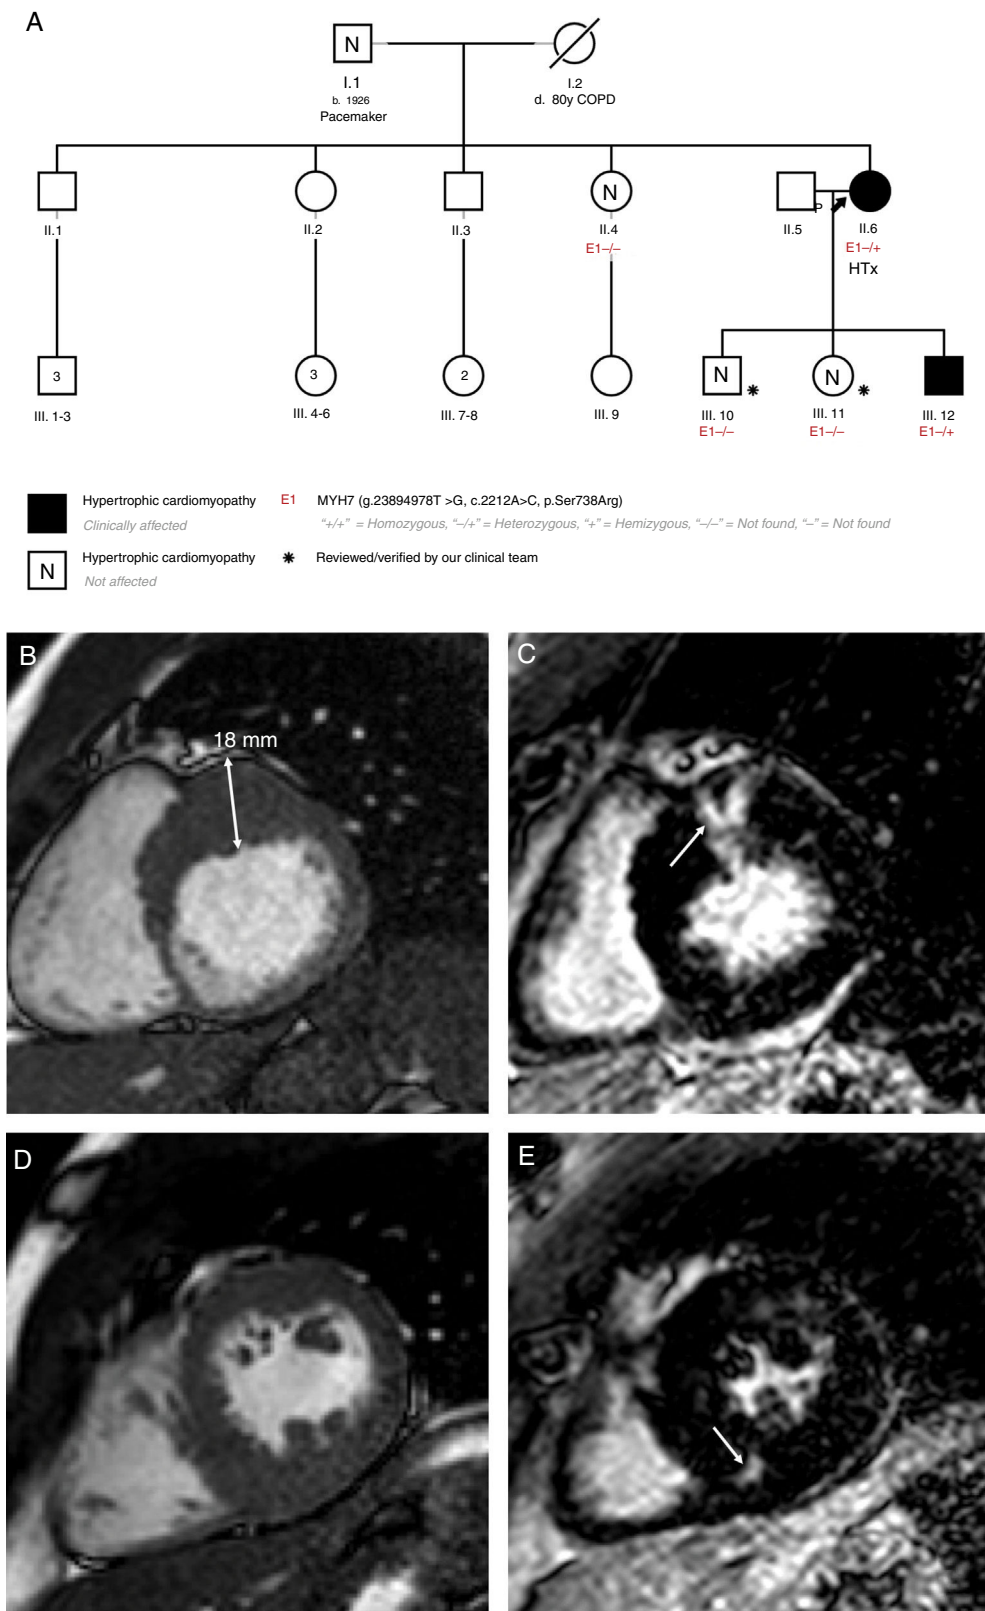 A
N
I.1
b. 1926
Pacemaker
I.2
d. 80y COPD
II.1
II.2
II.3
N
II.4
E1–/–
II.5
P
II.6
E1–/+
HTx
3
III. 1-3
3
III. 4-6
2
III. 7-8
III. 9
N
III. 10
E1–/–
N
III. 11
E1–/–
III. 12
E1–/+
Hypertrophic cardiomyopathy
Clinically affected
E1 MYH7 (g.23894978T >G, c.2212A>C, p.Ser738Arg)
"+/+" = Homozygous, "–/+" = Heterozygous, "+" = Hemizygous, "–/–" = Not found, "–" = Not found
N
Hypertrophic cardiomyopathy
Not affected
* Reviewed/verified by our clinical team
B
18 mm
C
D
E